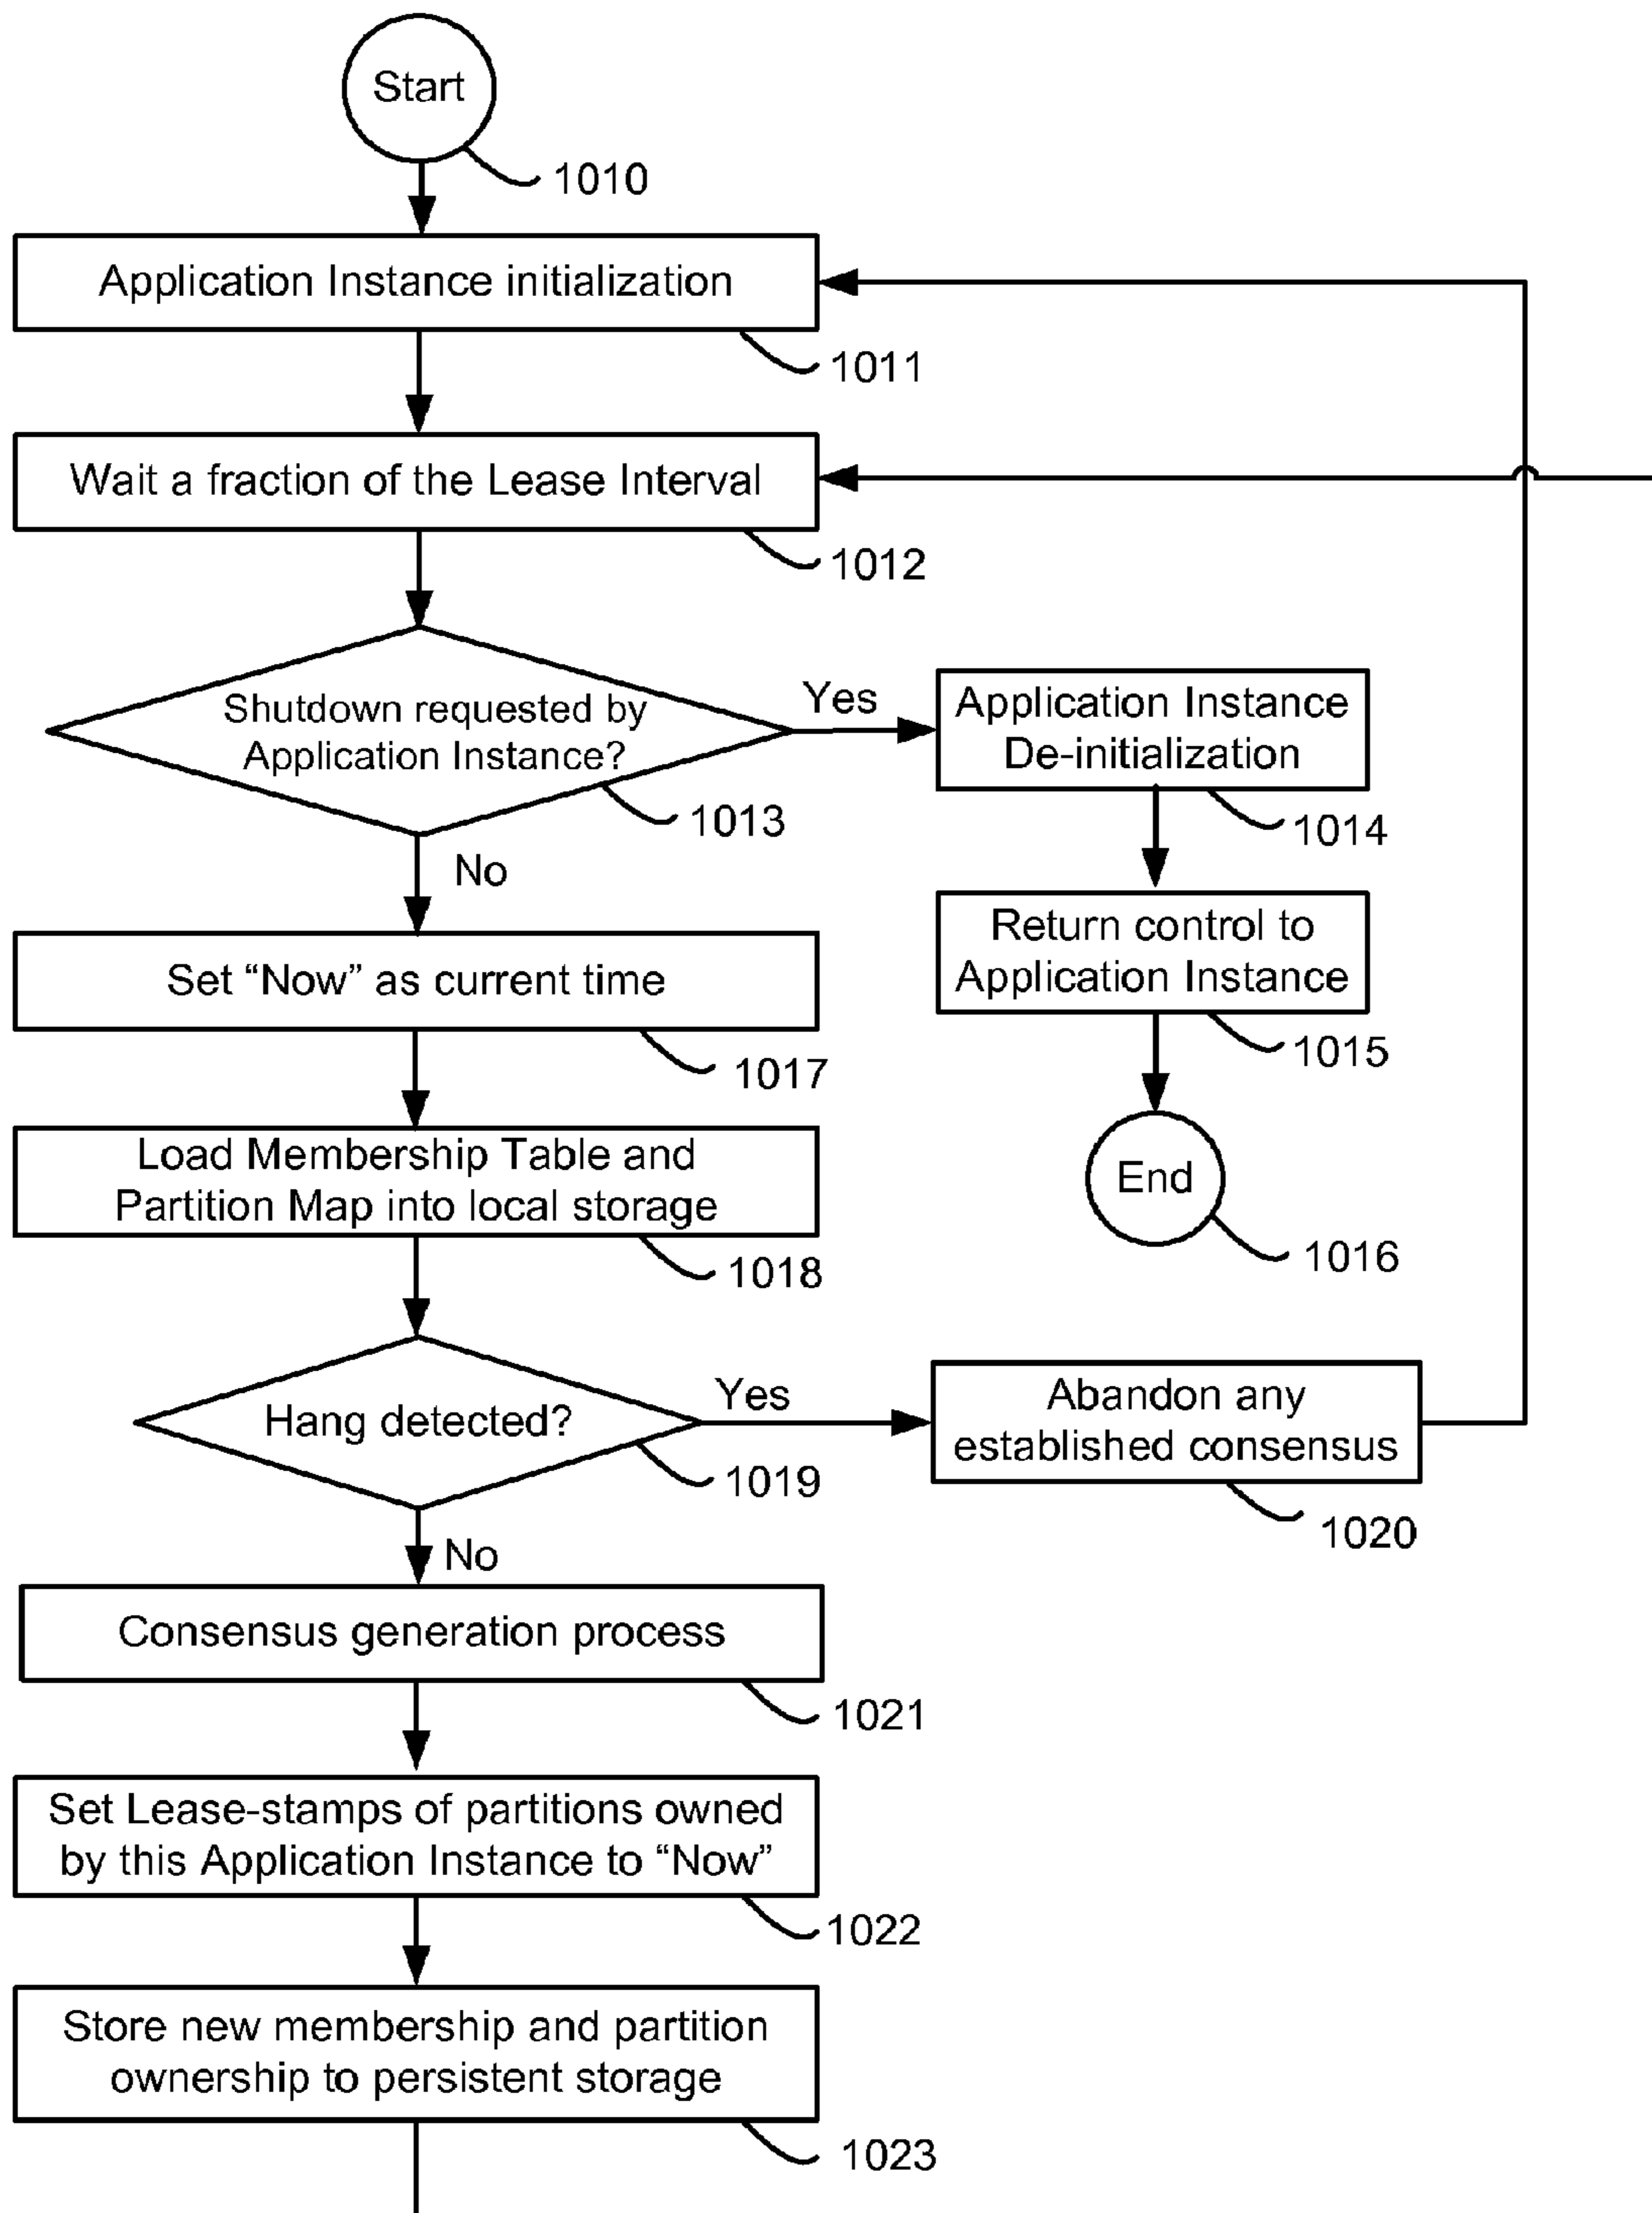 Start
1010
Application Instance initialization
1011
Wait a fraction of the Lease Interval
1012
Shutdown requested by
Application Instance?
1013
Yes
Application Instance
De-initialization
1014
Return control to
Application Instance
1015
End
1016
No
Set “Now” as current time
1017
Load Membership Table and
Partition Map into local storage
1018
Hang detected?
1019
Yes
Abandon any
established consensus
1020
No
Consensus generation process
1021
Set Lease-stamps of partitions owned
by this Application Instance to “Now”
1022
Store new membership and partition
ownership to persistent storage
1023